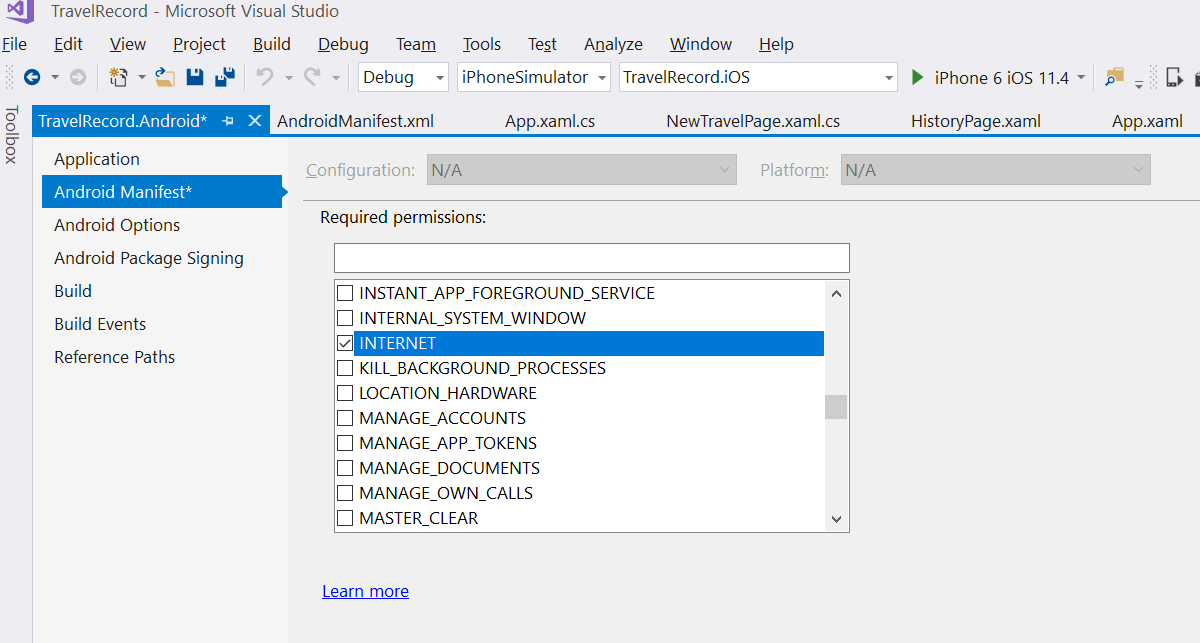 TravelRecord - Microsoft Visual Studio
File Edit View Project Build Debug Team Tools Test Analyze Window Help
Debug iPhoneSimulator TravelRecord.iOS iPhone 6 iOS 11.4
Toolbox
TravelRecord.Android* AndroidManifest.xml App.xaml.cs NewTravelPage.xaml.cs HistoryPage.xaml App.xaml
Application
Android Manifest*
Android Options
Android Package Signing
Build
Build Events
Reference Paths
Configuration: N/A Platform: N/A
Required permissions:
INSTANT_APP_FOREGROUND_SERVICE
INTERNAL_SYSTEM_WINDOW
INTERNET
KILL_BACKGROUND_PROCESSES
LOCATION_HARDWARE
MANAGE_ACCOUNTS
MANAGE_APP_TOKENS
MANAGE_DOCUMENTS
MANAGE_OWN_CALLS
MASTER_CLEAR
Learn more